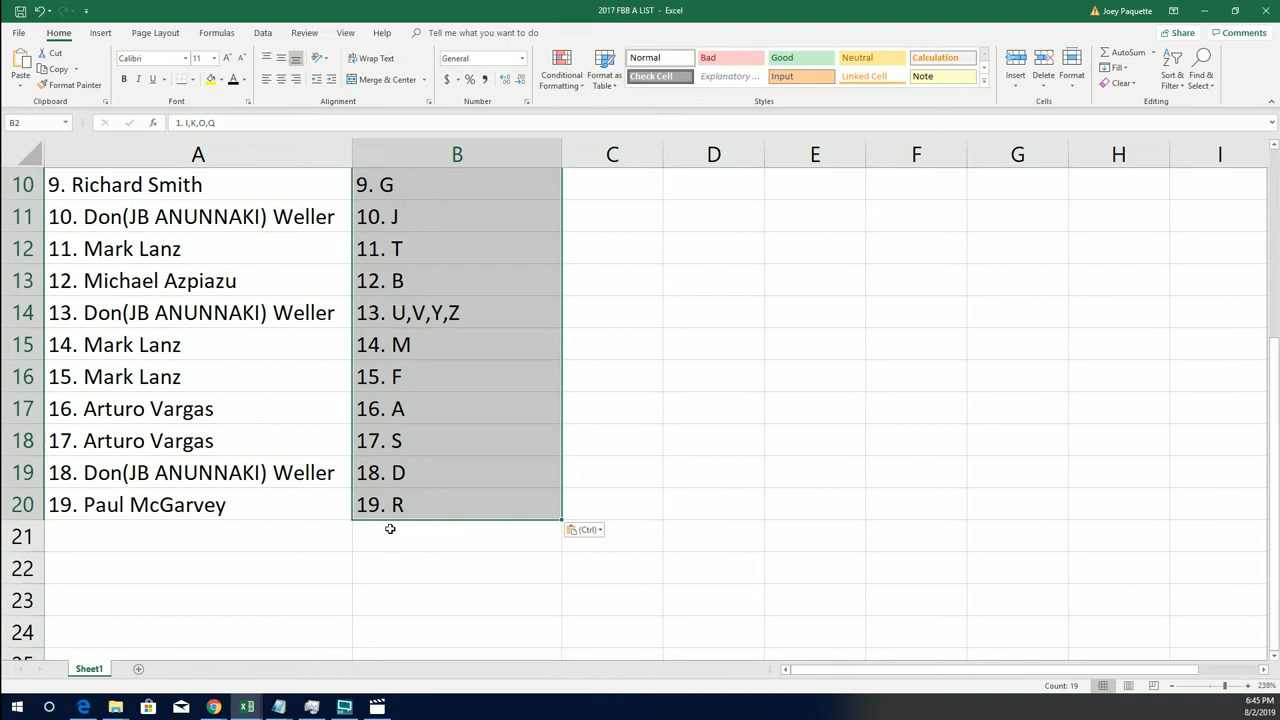 2017 FBB A LIST - Excel
Joey Paquette
File Home Insert Page Layout Formulas Data Review View Help Tell me what you want to do
Share Comments
Paste
Cut
Copy
Format Painter
Clipboard
Calibri 11
B I U
Font
Wrap Text
Merge & Center
Alignment
General
$ % ,
Number
Conditional Formatting
Format as Table
Normal Bad Good Neutral Calculation
Check Cell Explanatory ... Input Linked Cell Note
Styles
Insert Delete Format
Cells
AutoSum
Fill
Clear
Sort & Filter
Find & Select
Editing
B2 fx 1. I,K,O,Q
A B C D E F G H I
10 9. Richard Smith 9. G
11 10. Don(JB ANUNNAKI) Weller 10. J
12 11. Mark Lanz 11. T
13 12. Michael Azpiazu 12. B
14 13. Don(JB ANUNNAKI) Weller 13. U,V,Y,Z
15 14. Mark Lanz 14. M
16 15. Mark Lanz 15. F
17 16. Arturo Vargas 16. A
18 17. Arturo Vargas 17. S
19 18. Don(JB ANUNNAKI) Weller 18. D
20 19. Paul McGarvey 19. R
21 (Ctrl)
22
23
24
25
Sheet1
Count: 19 238%
6:45 PM
8/2/2019